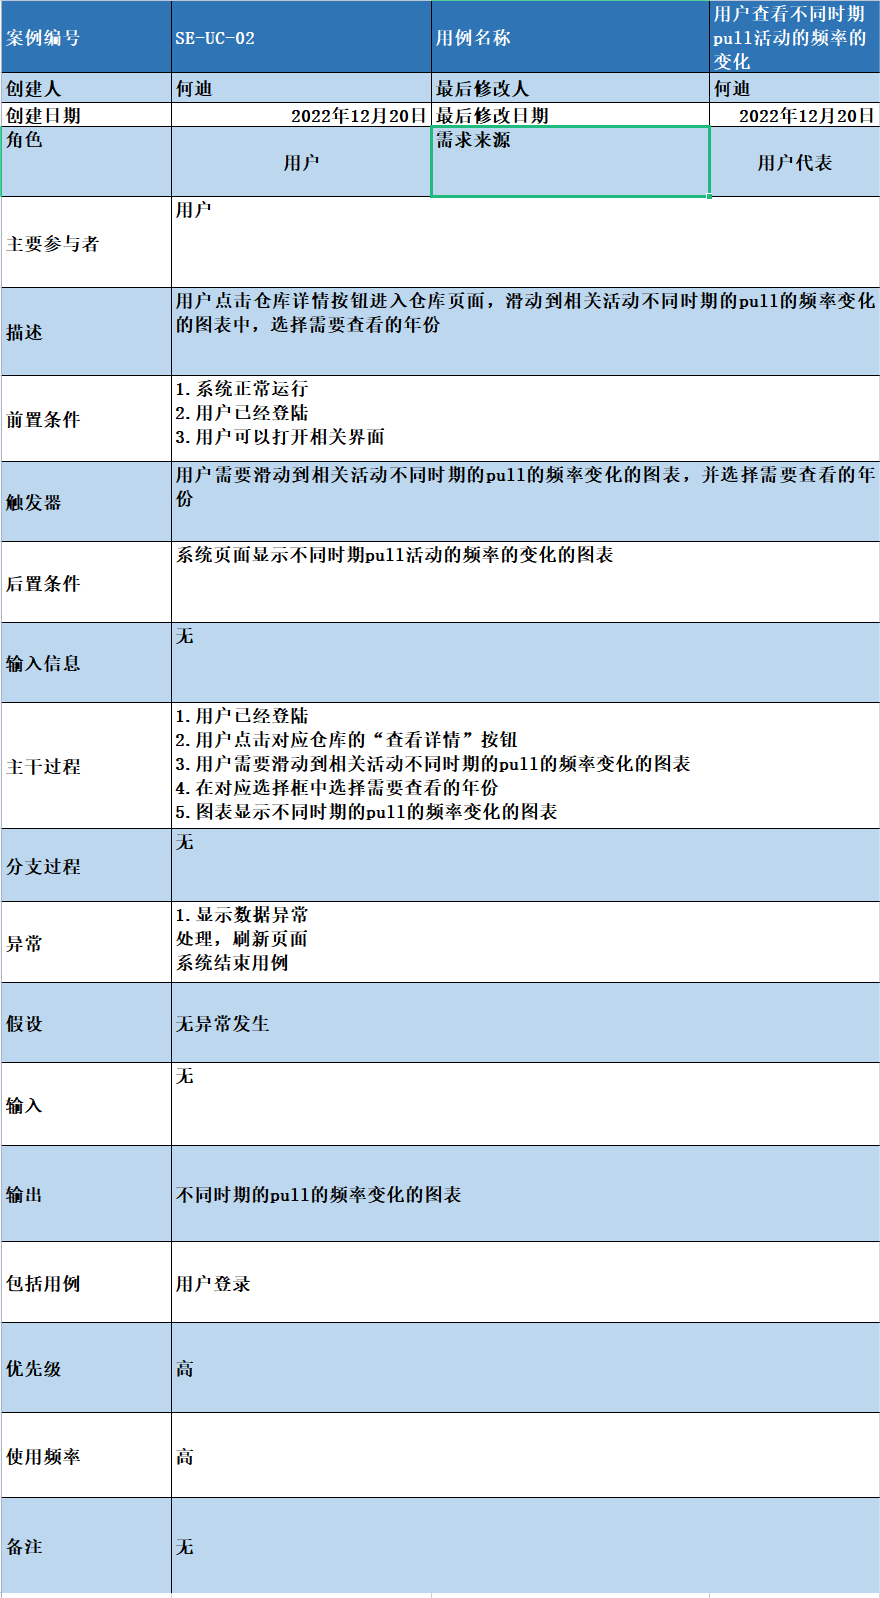 案例编号
SE-UC-02
用例名称
用户查看不同时期
pull活动的频率的
变化
创建人
何迪
最后修改人
何迪
创建日期
2022年12月20日
最后修改日期
2022年12月20日
角色
用户
需求来源
用户代表
主要参与者
用户
描述
用户点击仓库详情按钮进入仓库页面，滑动到相关活动不同时期的pull的频率变化
的图表中，选择需要查看的年份
前置条件
1.系统正常运行
2.用户已经登陆
3.用户可以打开相关界面
触发器
用户需要滑动到相关活动不同时期的pull的频率变化的图表，并选择需要查看的年
份
后置条件
系统页面显示不同时期pull活动的频率的变化的图表
输入信息
无
主干过程
1.用户已经登陆
2.用户点击对应仓库的“查看详情”按钮
3.用户需要滑动到相关活动不同时期的pull的频率变化的图表
4.在对应选择框中选择需要查看的年份
5.图表显示不同时期的pull的频率变化的图表
分支过程
无
异常
1.显示数据异常
处理，刷新页面
系统结束用例
假设
无异常发生
输入
无
输出
不同时期的pull的频率变化的图表
包括用例
用户登录
优先级
高
使用频率
高
备注
无